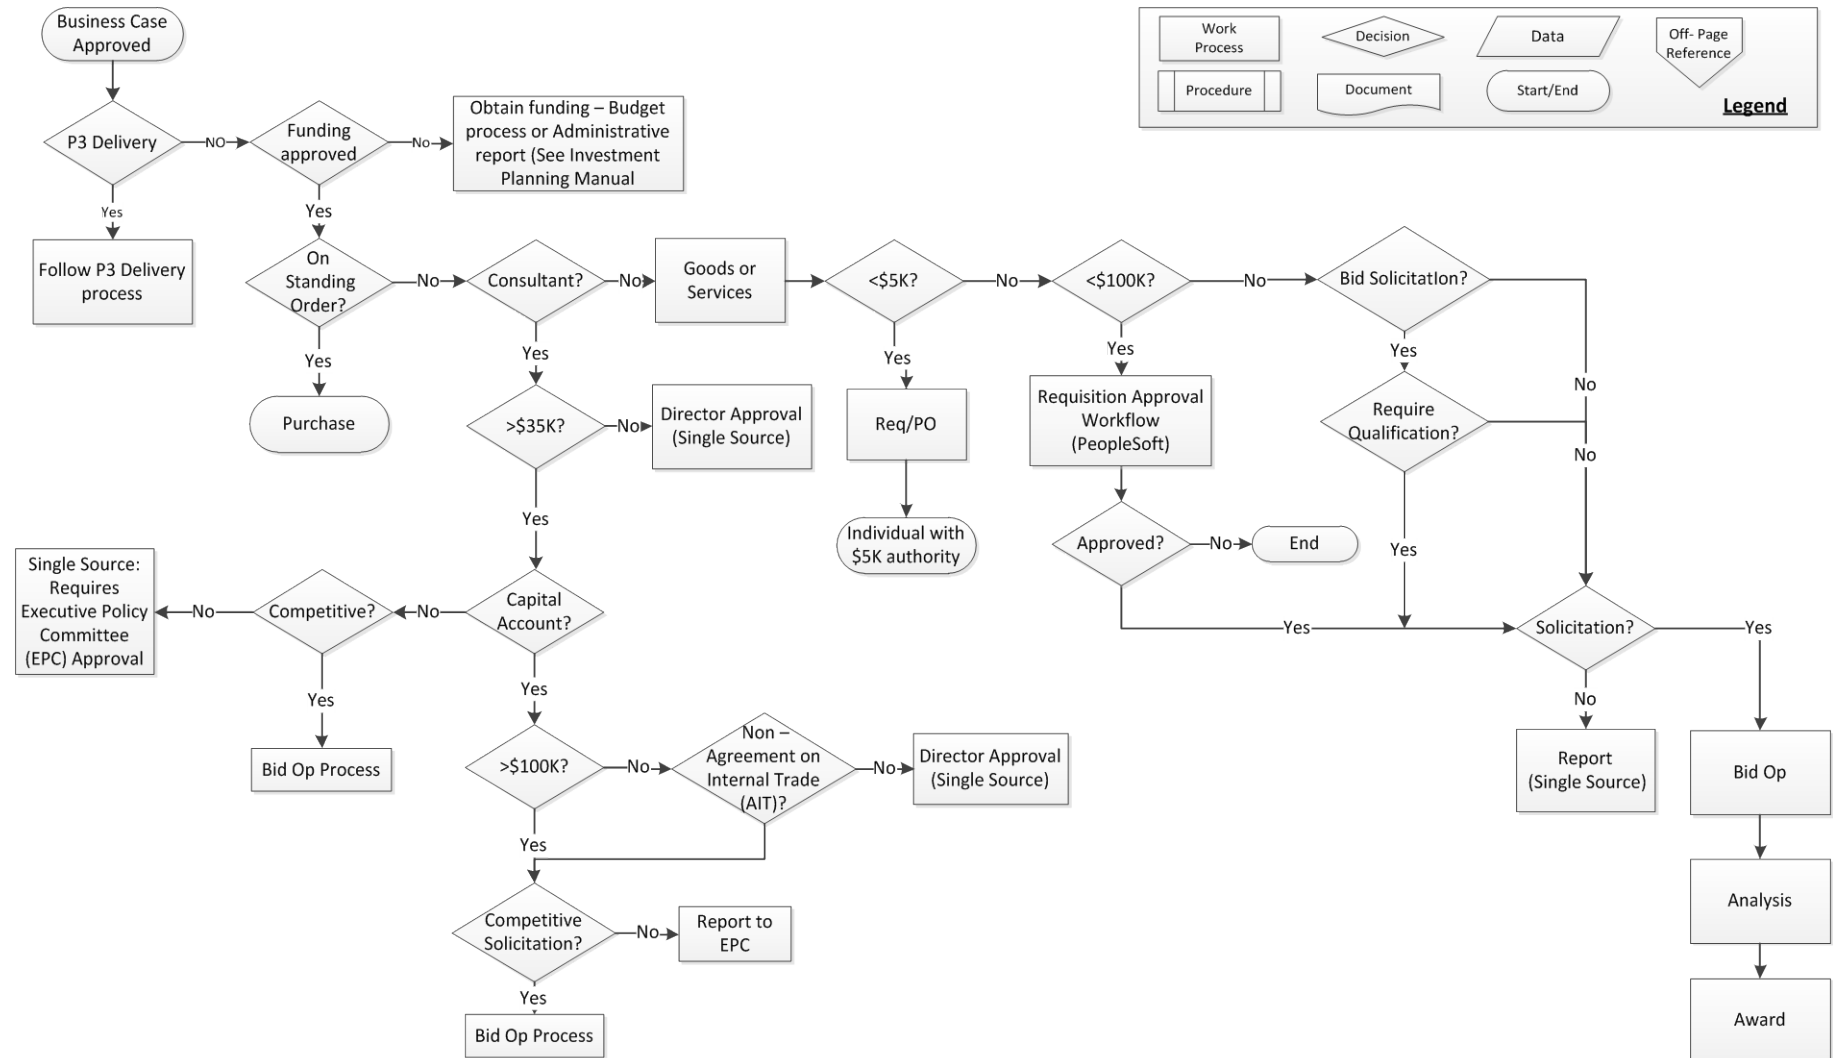 Business Case
Approved
Work
Process
Decision
Data
Off- Page
Reference
Procedure
Document
Start/End
Legend
P3 Delivery
NO
Funding
approved
No
Obtain funding – Budget
process or Administrative
report (See Investment
Planning Manual
Yes
Yes
Follow P3 Delivery
process
On
Standing
Order?
No
Consultant?
No
Goods or
Services
<$5K?
No
<$100K?
No
Bid Solicitation?
No
Yes
Purchase
Yes
>$35K?
No
Director Approval
(Single Source)
Yes
Req/PO
Individual with
$5K authority
Yes
Requisition Approval
Workflow
(PeopleSoft)
Approved?
No
End
Yes
Yes
Require
Qualification?
No
Yes
Yes
Capital
Account?
No
Competitive?
No
Single Source:
Requires
Executive Policy
Committee
(EPC) Approval
Yes
Bid Op Process
Yes
>$100K?
No
Non –
Agreement on
Internal Trade
(AIT)?
No
Director Approval
(Single Source)
Yes
Competitive
Solicitation?
No
Report to
EPC
Yes
Bid Op Process
Solicitation?
Yes
No
Report
(Single Source)
Bid Op
Analysis
Award